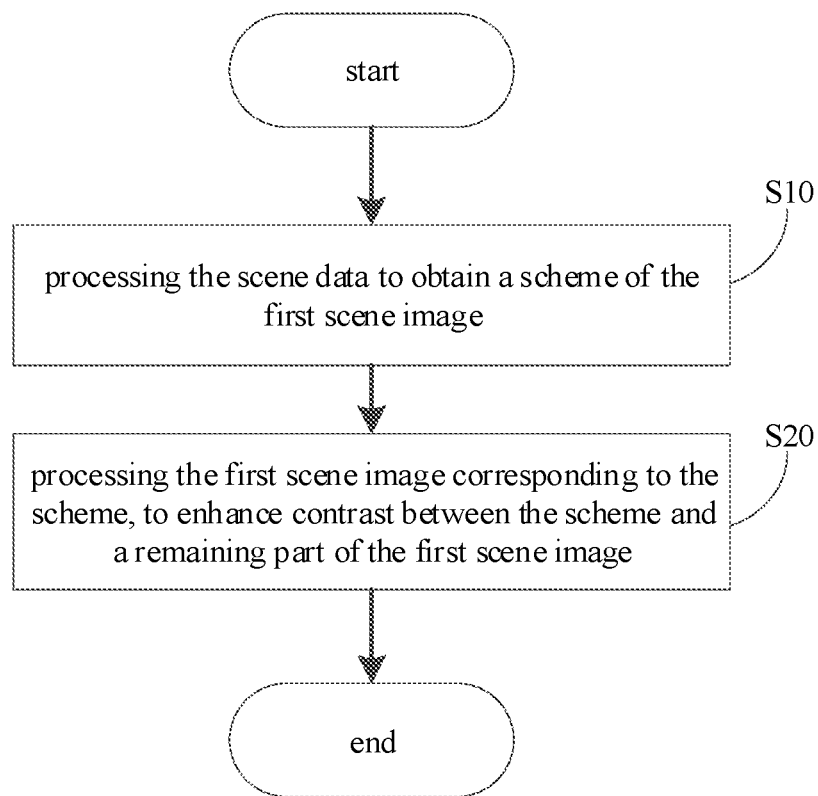 start
S10
processing the scene data to obtain a scheme of the
first scene image
S20
processing the first scene image corresponding to the
scheme, to enhance contrast between the scheme and
a remaining part of the first scene image
end